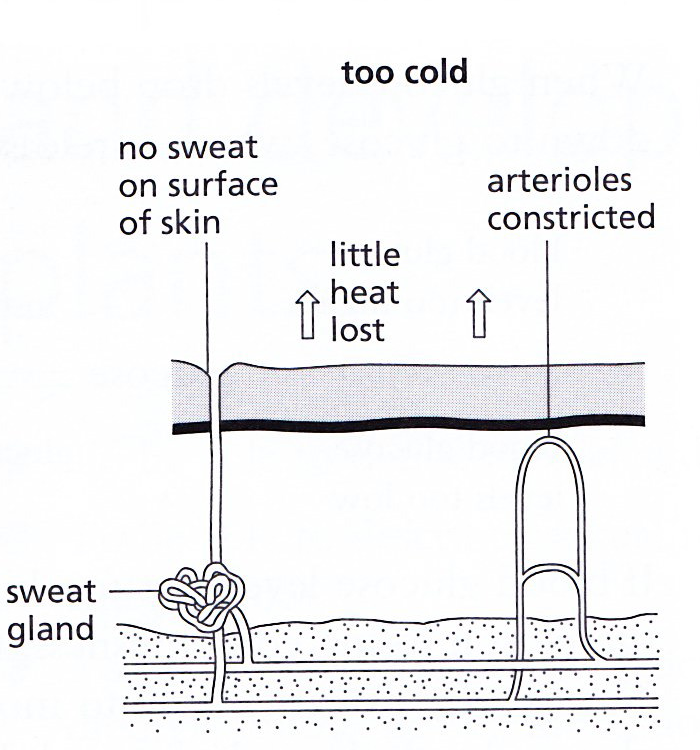 too cold
no sweat
on surface
of skin
arterioles
constricted
little
heat
lost
sweat
gland